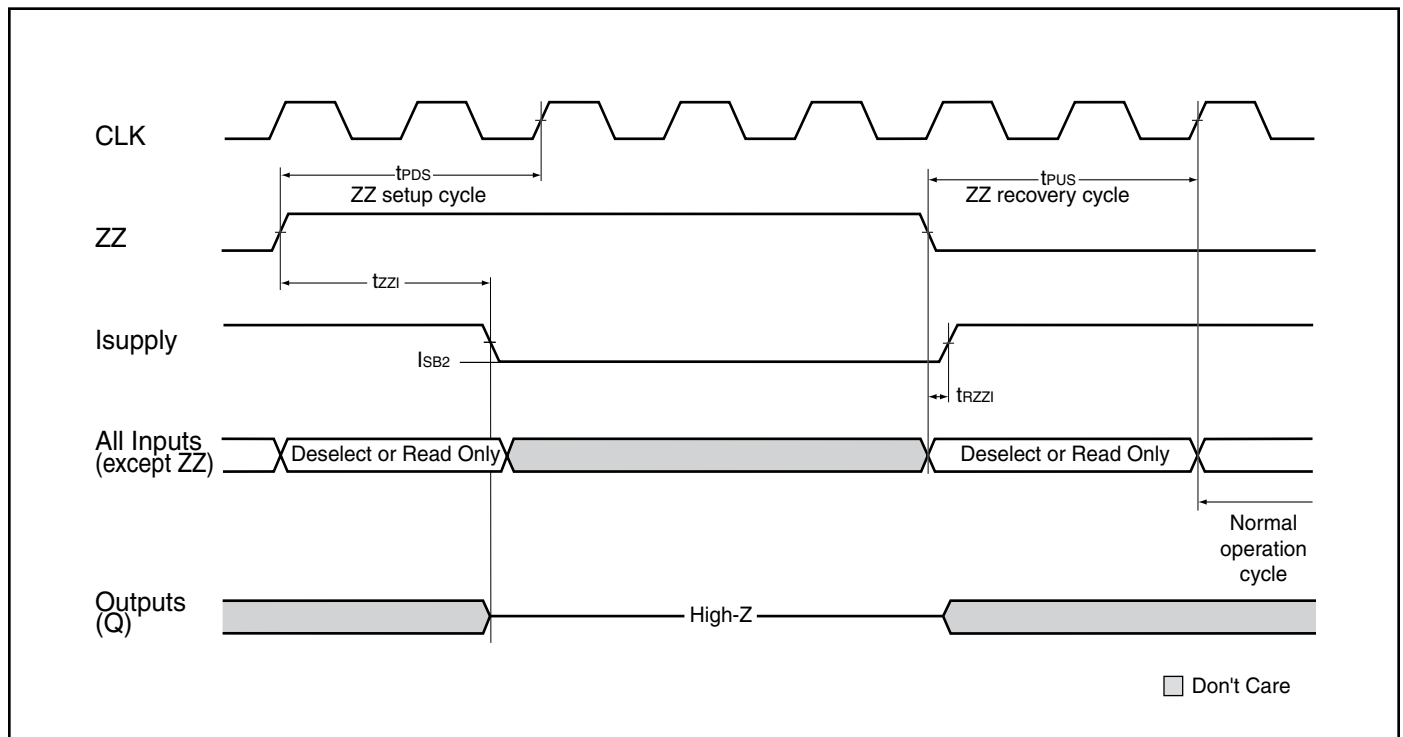 CLK
tPDS
ZZ setup cycle
tPUS
ZZ recovery cycle
ZZ
tZZI
Isupply
ISB2
tRZZI
All Inputs
(except ZZ)
Deselect or Read Only
Deselect or Read Only
Normal
operation
cycle
Outputs
(Q)
High-Z
Don't Care